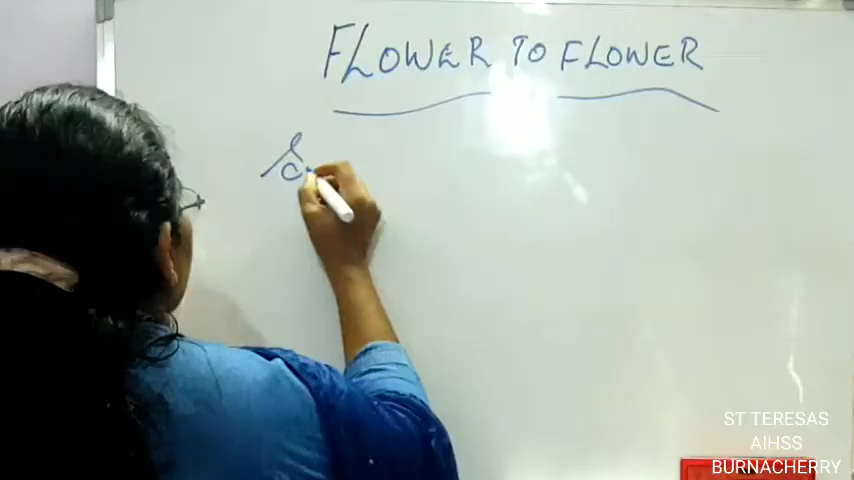 FLOWER TO FLOWER
ST TERESAS
AIHSS
BURNACHERRY